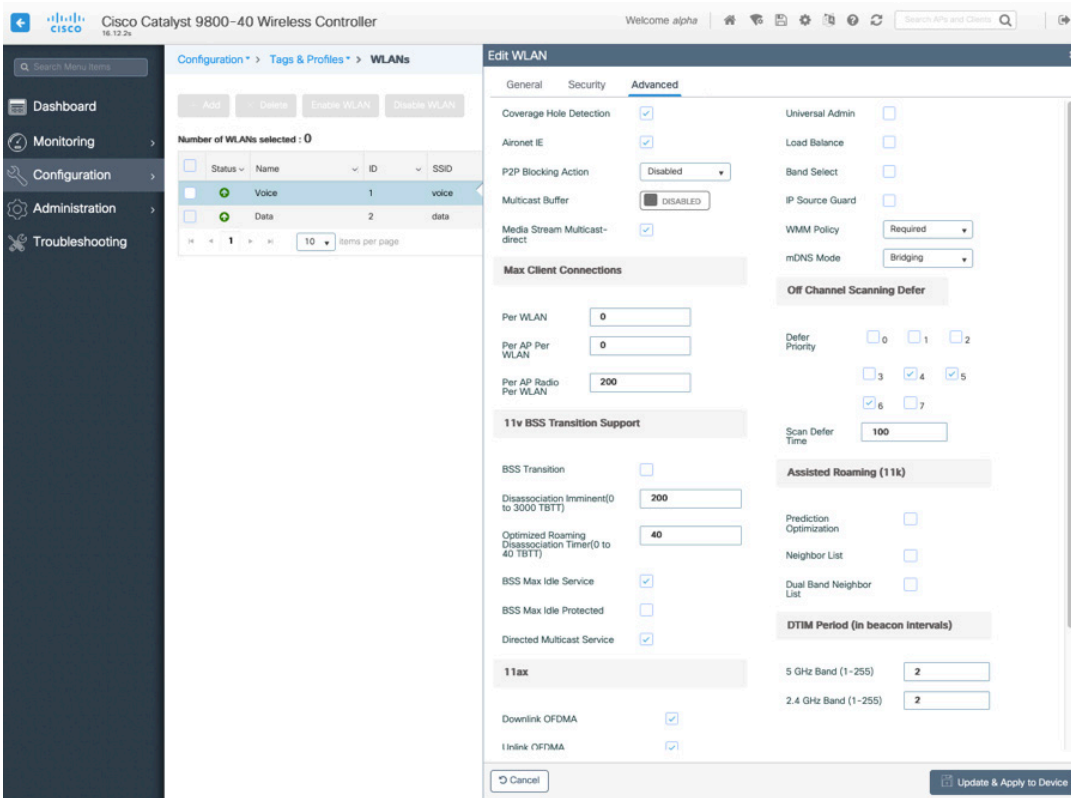 CISCO
Cisco Catalyst 9800-40 Wireless Controller
16.12.2s
Welcome alpha
Search APs and Clients
Search Menu Items
Dashboard
Monitoring
Configuration
Administration
Troubleshooting
Configuration > Tags & Profiles > WLANs
Add Delete Enable WLAN Disable WLAN
Number of WLANs selected : 0
Status Name ID SSID
Voice 1 voice
Data 2 data
1 10 items per page
Edit WLAN
General Security Advanced
Coverage Hole Detection
Aironet IE
P2P Blocking Action Disabled
Multicast Buffer DISABLED
Media Stream Multicast-
direct
Max Client Connections
Per WLAN 0
Per AP Per
WLAN 0
Per AP Radio
Per WLAN 200
11v BSS Transition Support
BSS Transition
Disassociation Imminent(0
to 3000 TBTT) 200
Optimized Roaming
Disassociation Timer(0 to
40 TBTT) 40
BSS Max Idle Service
BSS Max Idle Protected
Directed Multicast Service
11ax
Downlink OFDMA
Uplink OFDMA
Universal Admin
Load Balance
Band Select
IP Source Guard
WMM Policy Required
mDNS Mode Bridging
Off Channel Scanning Defer
Defer
Priority 0 1 2
3 4 5
6 7
Scan Defer
Time 100
Assisted Roaming (11k)
Prediction
Optimization
Neighbor List
Dual Band Neighbor
List
DTIM Period (in beacon intervals)
5 GHz Band (1-255) 2
2.4 GHz Band (1-255) 2
Cancel
Update & Apply to Device